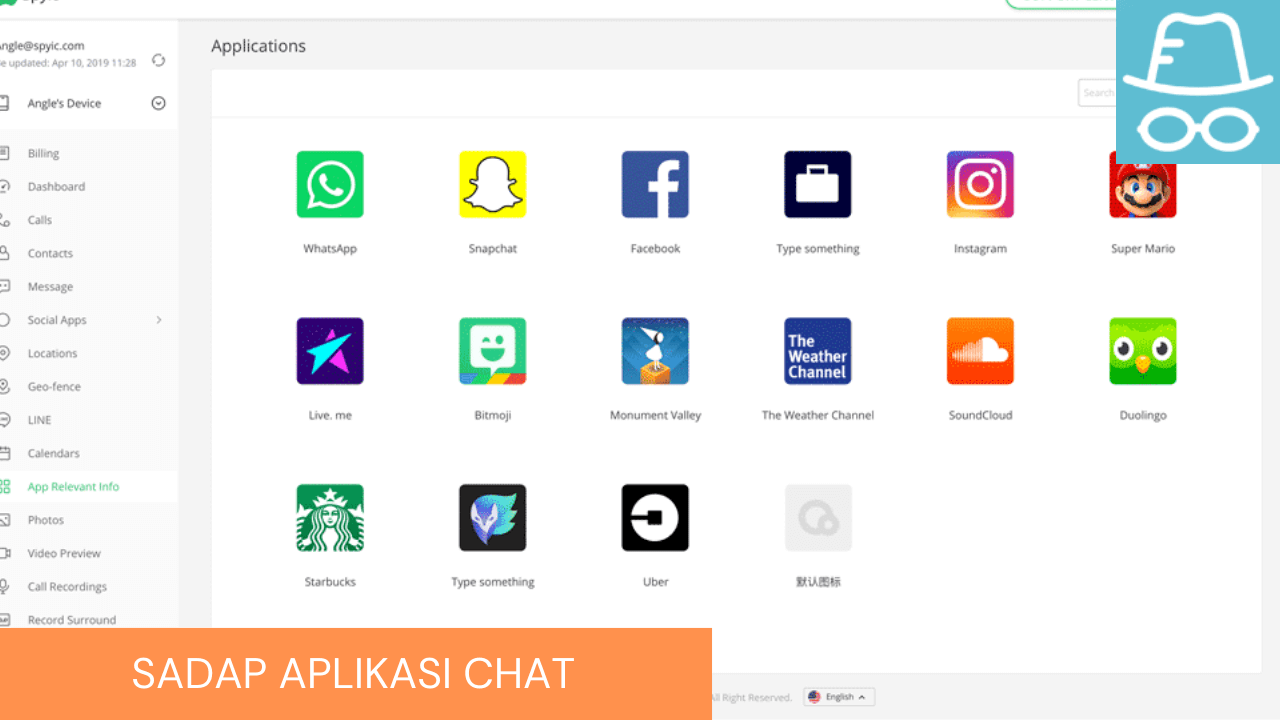 Applications
Angle@spyic.com
updated: Apr 10, 2019 11:28
Angle's Device
Search
Billing
Dashboard
Calls
Contacts
Message
Social Apps
Locations
Geo-fence
LINE
Calendars
App Relevant Info
Photos
Video Preview
Call Recordings
Record Surround
WhatsApp
Snapchat
Facebook
Type something
Instagram
Super Mario
The
Weather
Channel
Live. me
Bitmoji
Monument Valley
The Weather Channel
SoundCloud
Duolingo
Starbucks
Type something
Uber
默认图标
SADAP APLIKASI CHAT
All Right Reserved.
English